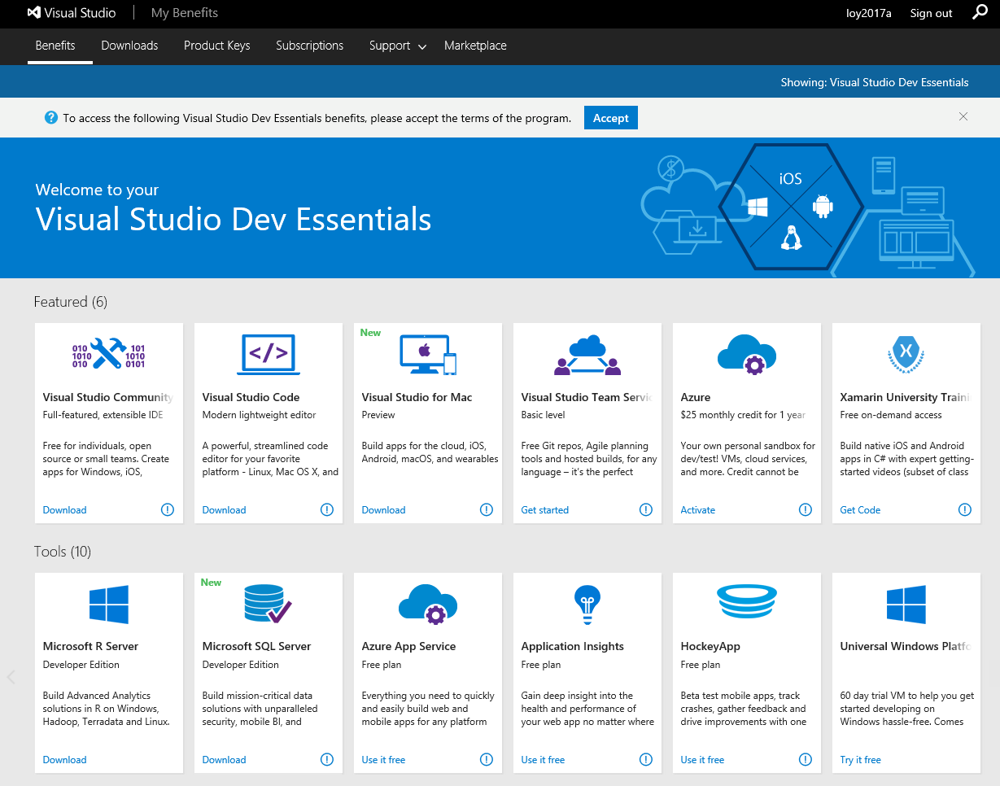 Visual Studio | My Benefits loy2017a Sign out
Benefits Downloads Product Keys Subscriptions Support Marketplace
Showing: Visual Studio Dev Essentials
? To access the following Visual Studio Dev Essentials benefits, please accept the terms of the program. Accept
Welcome to your
Visual Studio Dev Essentials
$
iOS
Featured (6)
010 101
1010 1010
010 0101
Visual Studio Community
Full-featured, extensible IDE
Free for individuals, open
source or small teams. Create
apps for Windows, iOS,
Download
</>
Visual Studio Code
Modern lightweight editor
A powerful, streamlined code
editor for your favorite
platform - Linux, Mac OS X, and
Download
New
Visual Studio for Mac
Preview
Build apps for the cloud, iOS,
Android, macOS, and wearables
Download
Visual Studio Team
Basic level
Free Git repos, Agile planning
tools and hosted builds, for any
language – it's the perfect
Get started
Azure
$25 monthly credit for 1 year
Your own personal sandbox for
dev/test! VMs, cloud services,
and more. Credit cannot be
Activate
X
Xamarin University
Free on-demand access
Build native iOS and Android
apps in C# with expert getting-
started videos (subset of class
Get Code
Tools (10)
Microsoft R Server
Developer Edition
Build Advanced Analytics
solutions in R on Windows,
Hadoop, Terradata and Linux.
Download
New
Microsoft SQL Server
Developer Edition
Build mission-critical data
solutions with unparalleled
security, mobile BI, and
Download
Azure App Service
Free plan
Everything you need to quickly
and easily build web and
mobile apps for any platform
Use it free
Application Insights
Free plan
Gain deep insight into the
health and performance of
your web app no matter where
Use it free
HockeyApp
Free plan
Beta test mobile apps, track
crashes, gather feedback and
drive improvements with one
Use it free
Universal Windows
60 day trial VM to help you get
started developing on
Windows hassle-free. Comes
Try it free